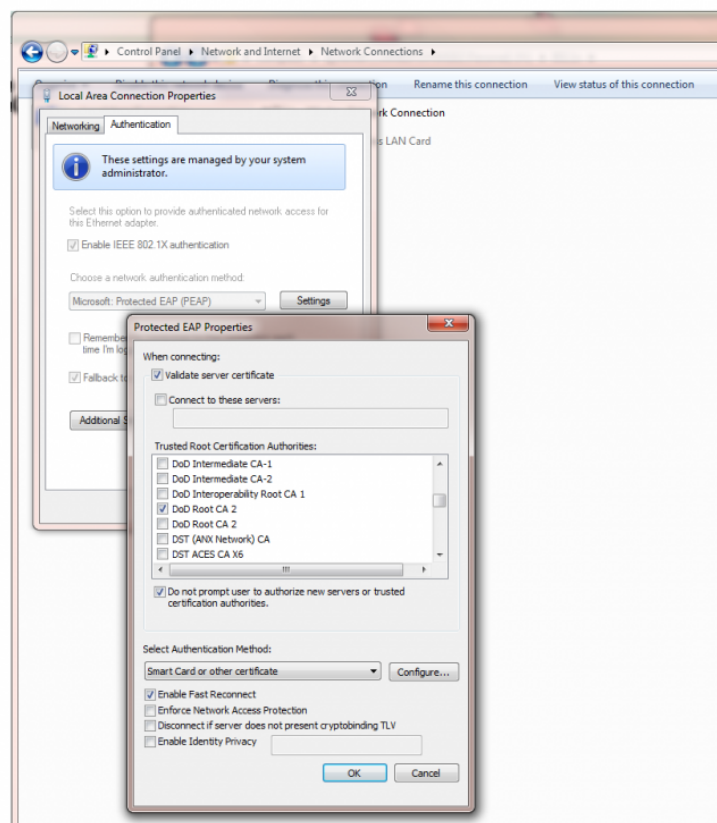 Control Panel ▸ Network and Internet ▸ Network Connections ▸
Rename this connection View status of this connection
Local Area Connection Properties
Connection
LAN Card
Networking Authentication
These settings are managed by your system
administrator.
Select this option to provide authenticated network access for
this Ethernet adapter.
Enable IEEE 802.1X authentication
Choose a network authentication method:
Microsoft: Protected EAP (PEAP) Settings
Remember
time I'm log
Fallback to
Additional S
Protected EAP Properties
When connecting:
Validate server certificate
Connect to these servers:
Trusted Root Certification Authorities:
DoD Intermediate CA-1
DoD Intermediate CA-2
DoD Interoperability Root CA 1
DoD Root CA 2
DoD Root CA 2
DST (ANX Network) CA
DST ACES CA X6
Do not prompt user to authorize new servers or trusted
certification authorities.
Select Authentication Method:
Smart Card or other certificate Configure...
Enable Fast Reconnect
Enforce Network Access Protection
Disconnect if server does not present cryptobinding TLV
Enable Identity Privacy
OK Cancel